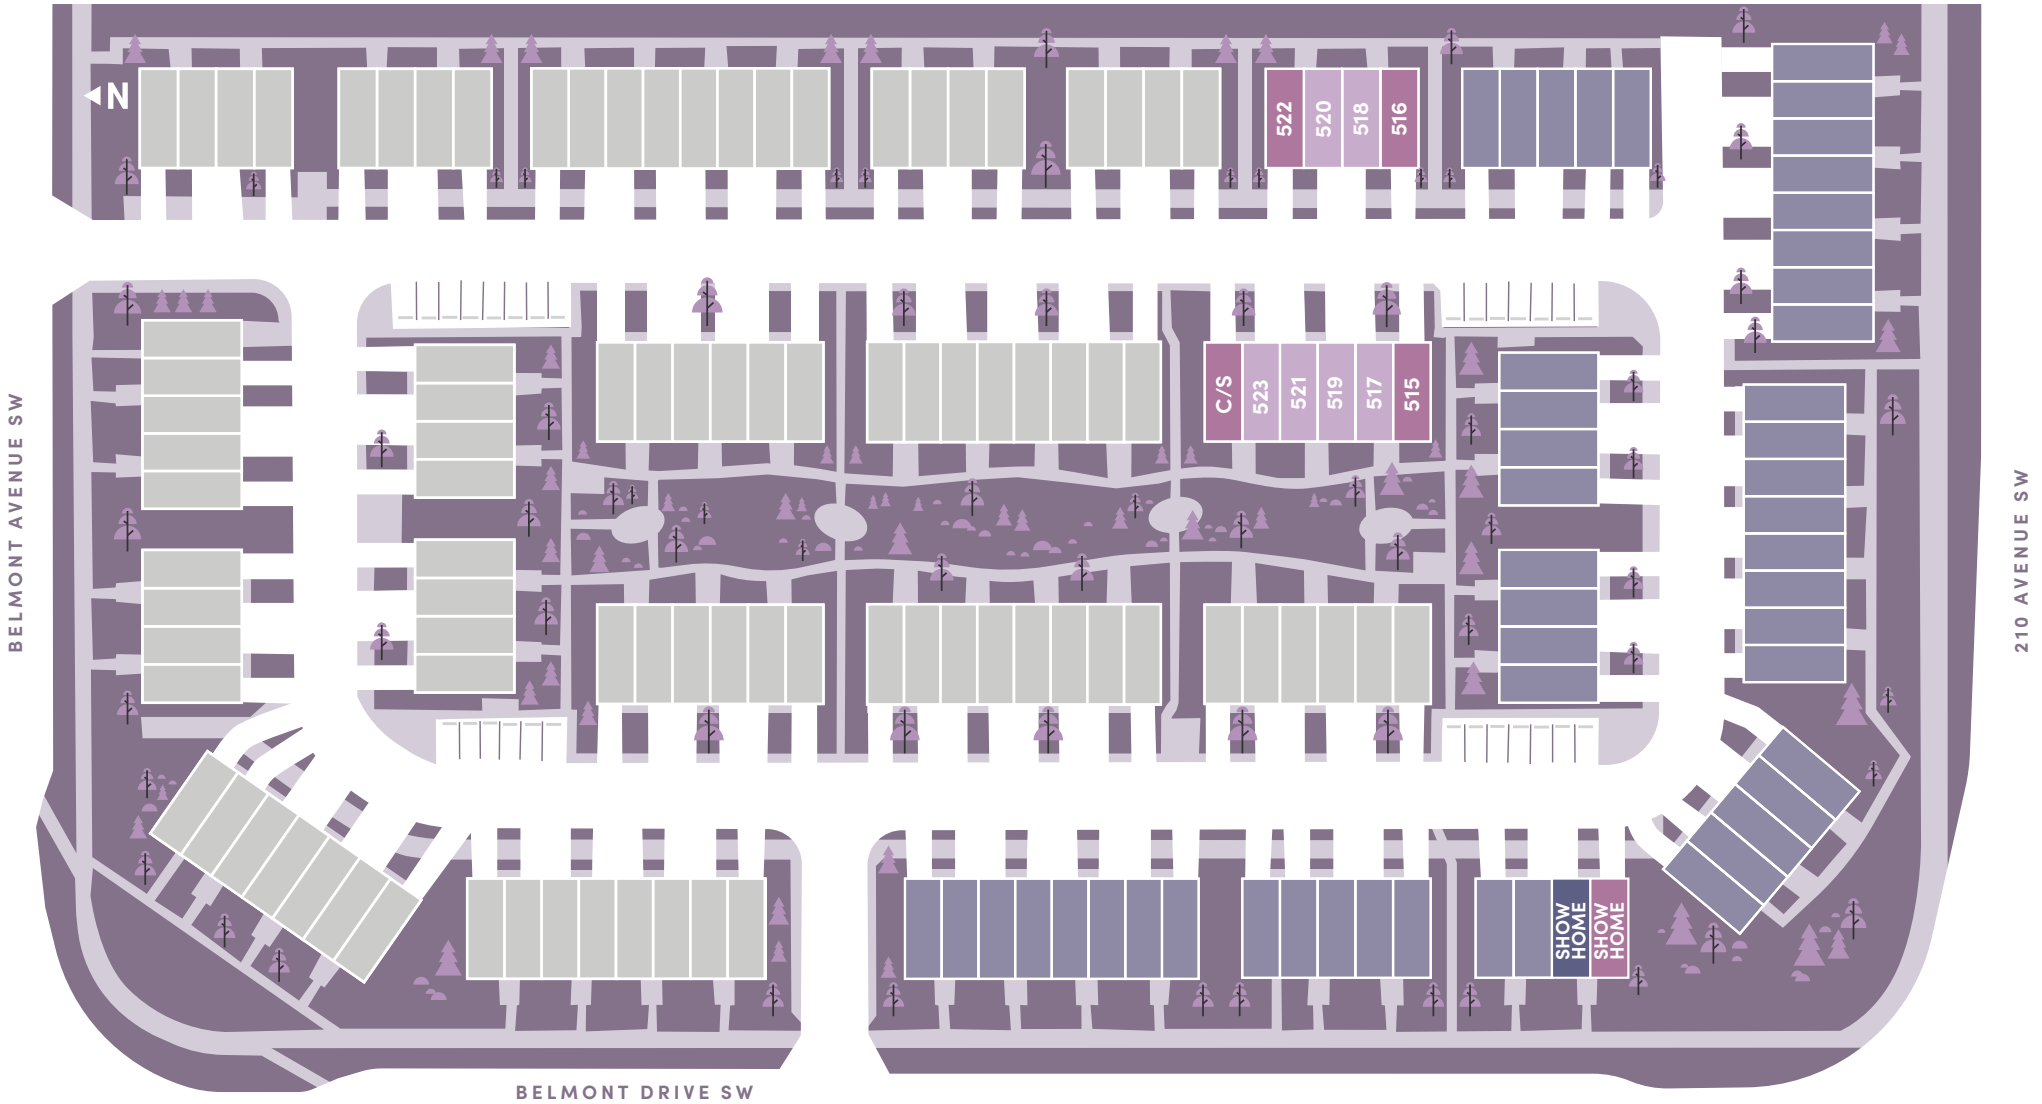 N
522
520
518
516
C/S
523
521
519
517
515
BELMONT AVENUE SW
210 AVENUE SW
SHOW
HOME
SHOW
HOME
BELMONT DRIVE SW